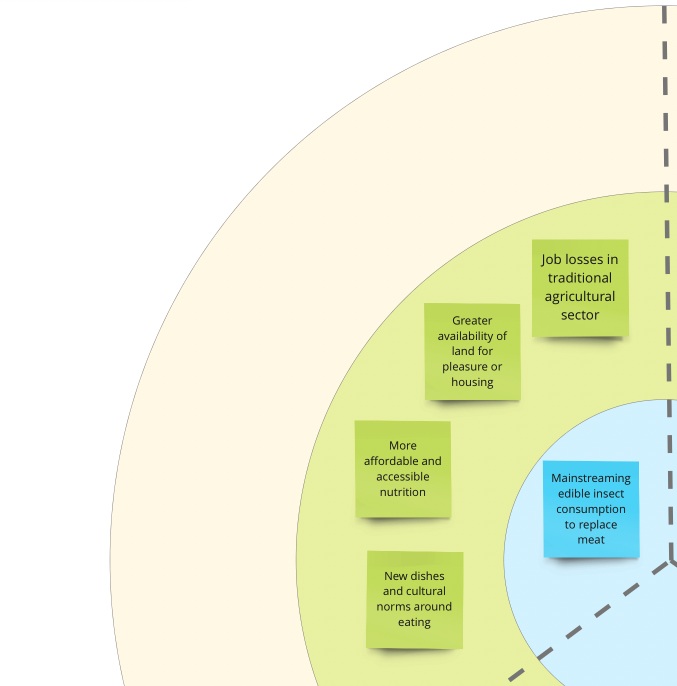 Job losses in
traditional
agricultural
sector
Greater
availability of
land for
pleasure or
housing
More
affordable and
accessible
nutrition
Mainstreaming
edible insect
consumption
to replace
meat
New dishes
and cultural
norms around
eating